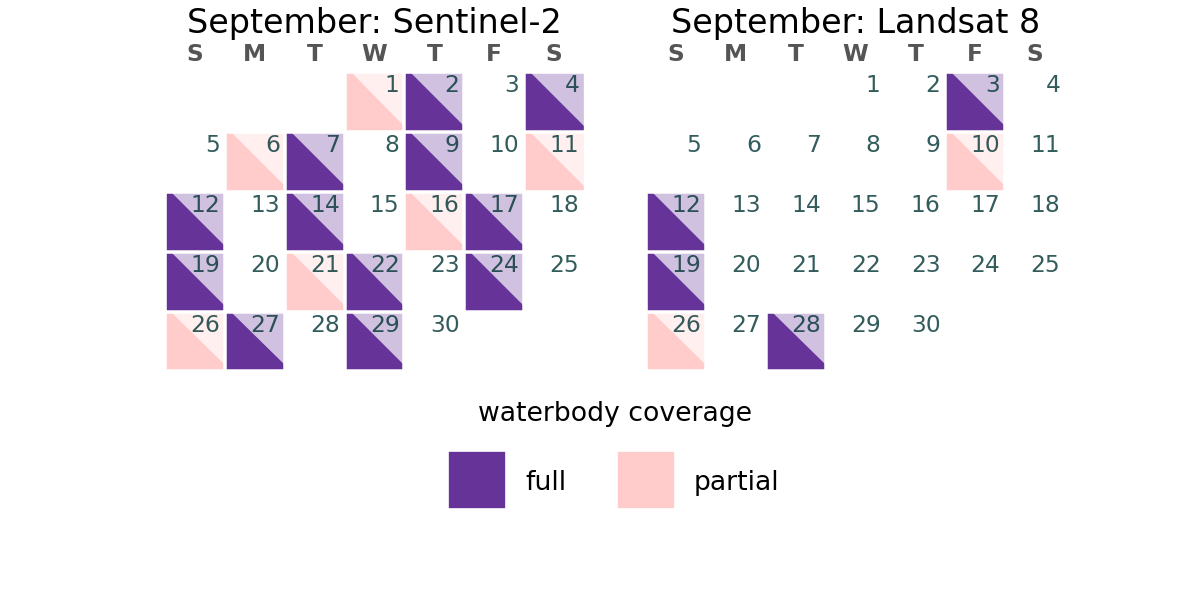 September: Sentinel-2
S M T W T F S
1 2 3 4
5 6 7 8 9 10 11
12 13 14 15 16 17 18
19 20 21 22 23 24 25
26 27 28 29 30
September: Landsat 8
S M T W T F S
1 2 3 4
5 6 7 8 9 10 11
12 13 14 15 16 17 18
19 20 21 22 23 24 25
26 27 28 29 30
waterbody coverage
full
partial